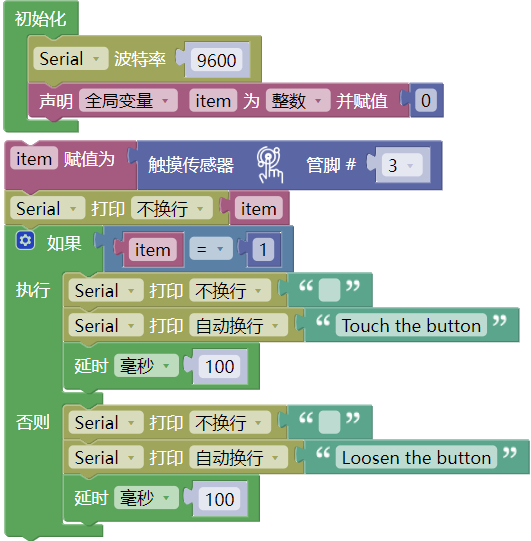 初始化
Serial 波特率 9600
声明 全局变量 item 为 整数 并赋值 0
item 赋值为 触摸传感器 管脚 # 3
Serial 打印 不换行 item
如果 item = 1
执行 Serial 打印 不换行 “ ”
Serial 打印 自动换行 “ Touch the button ”
延时 毫秒 100
否则 Serial 打印 不换行 “ ”
Serial 打印 自动换行 “ Loosen the button ”
延时 毫秒 100